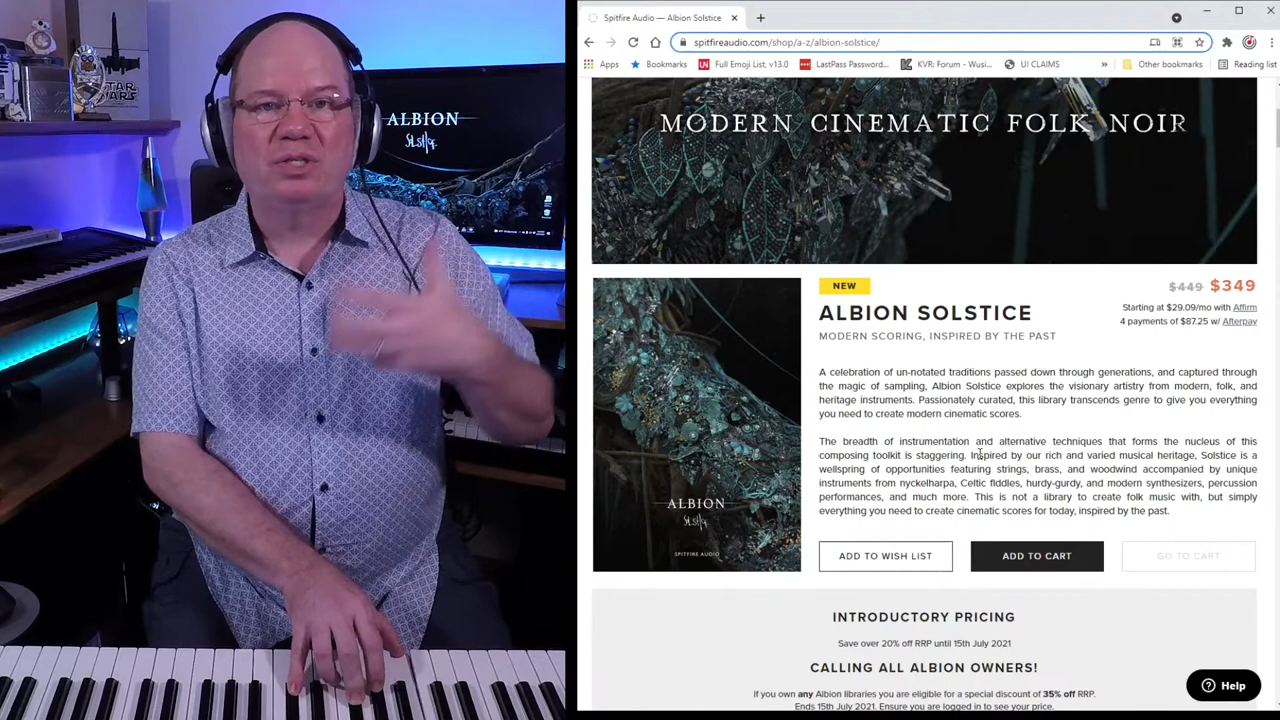 STAR
WARS
ALBION
Solstice
Spitfire Audio — Albion Solstice
spitfireaudio.com/shop/a-z/albion-solstice/
Apps
Bookmarks
Full Emoji List, v13.0
LastPass Password...
KVR: Forum - Wusi...
UI CLAIMS
»
Other bookmarks
Reading list
MODERN CINEMATIC FOLK NOIR
NEW
$449 $349
ALBION SOLSTICE
Starting at $29.09/mo with Affirm
4 payments of $87.25 w/ Afterpay
MODERN SCORING, INSPIRED BY THE PAST
A celebration of un-notated traditions passed down through generations, and captured through
the magic of sampling, Albion Solstice explores the visionary artistry from modern, folk, and
heritage instruments. Passionately curated, this library transcends genre to give you everything
you need to create modern cinematic scores.
The breadth of instrumentation and alternative techniques that forms the nucleus of this
composing toolkit is staggering. Inspired by our rich and varied musical heritage, Solstice is a
wellspring of opportunities featuring strings, brass, and woodwind accompanied by unique
instruments from nyckelharpa, Celtic fiddles, hurdy-gurdy, and modern synthesizers, percussion
performances, and much more. This is not a library to create folk music with, but simply
everything you need to create cinematic scores for today, inspired by the past.
ALBION
Solstice
SPITFIRE AUDIO
ADD TO WISH LIST
ADD TO CART
GO TO CART
INTRODUCTORY PRICING
Save over 20% off RRP until 15th July 2021
CALLING ALL ALBION OWNERS!
If you own any Albion libraries you are eligible for a special discount of 35% off RRP.
Ends 15th July 2021. Ensure you are logged in to see your price.
Help